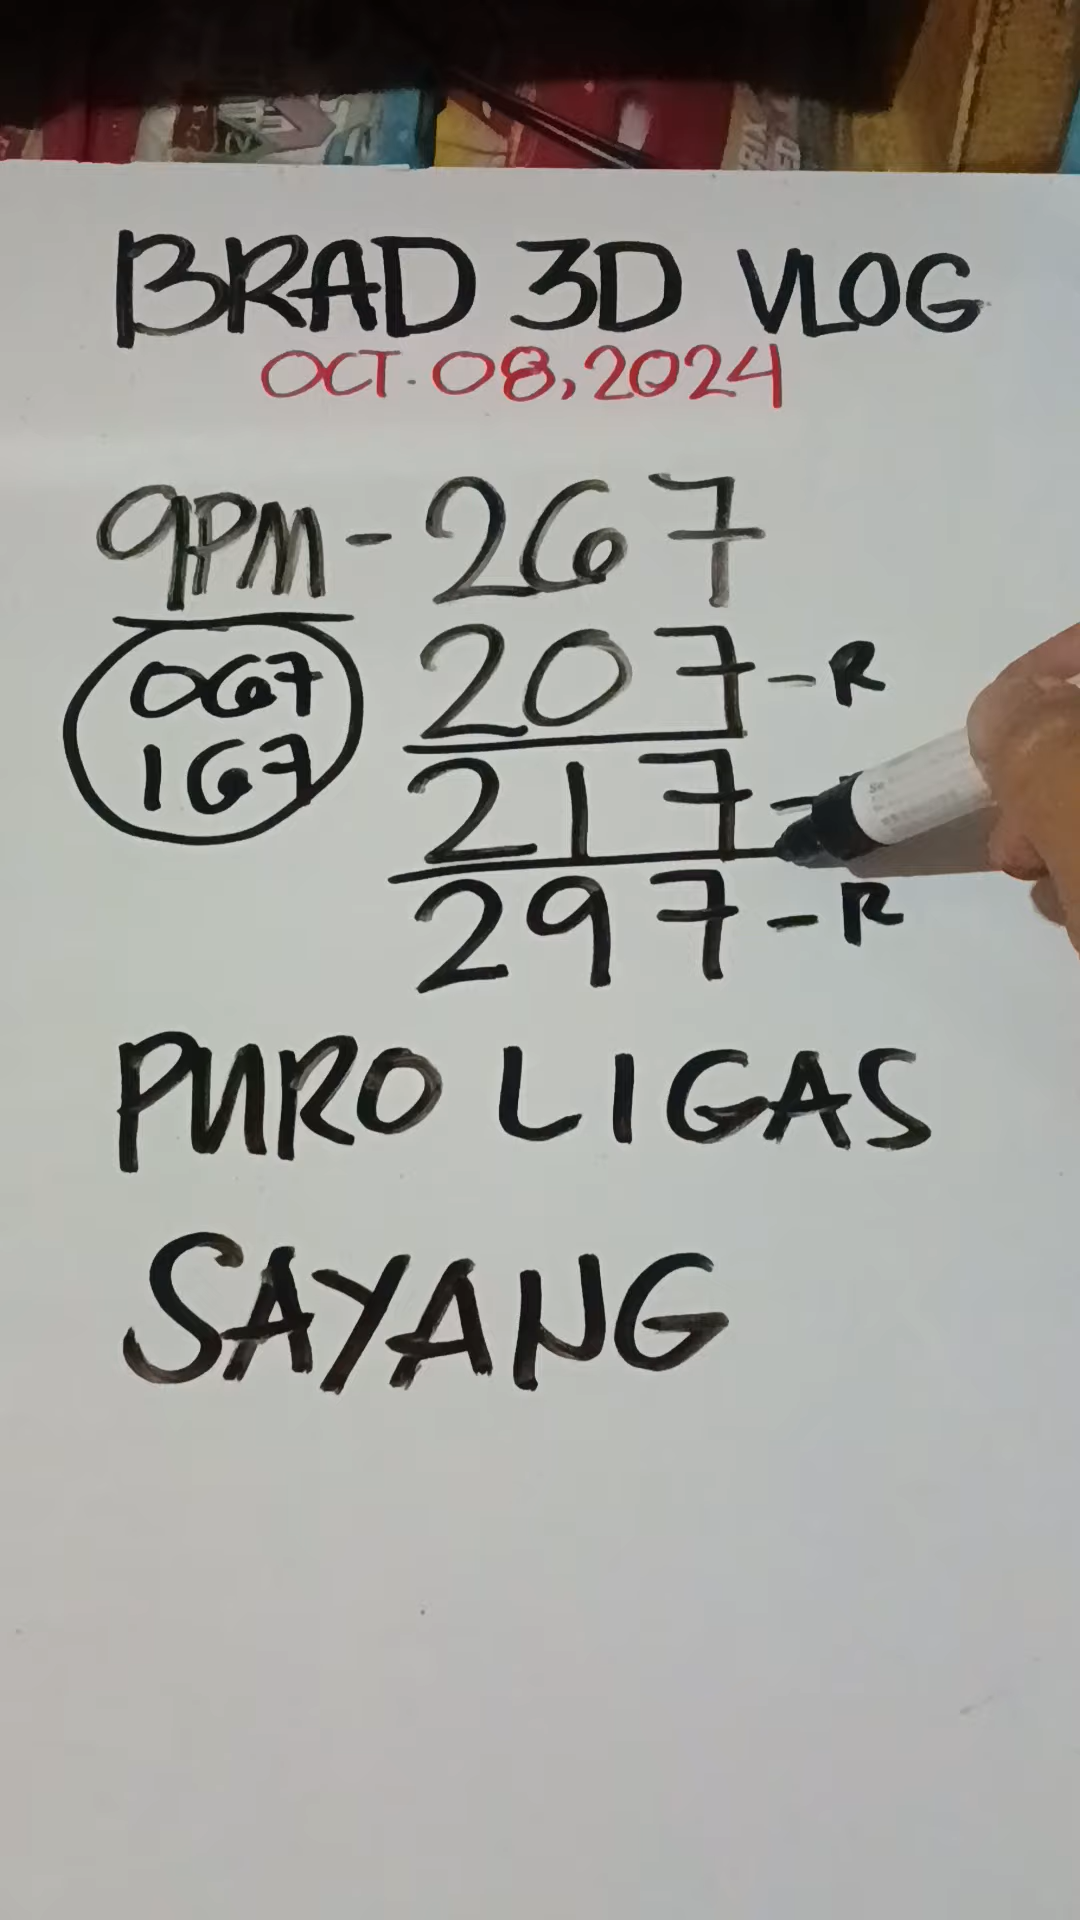 BRAD 3D VLOG
OCT. 08, 2024
9PM - 267
207 - R
067
167
217 -
297 - R
PURO LIGAS
SAYANG